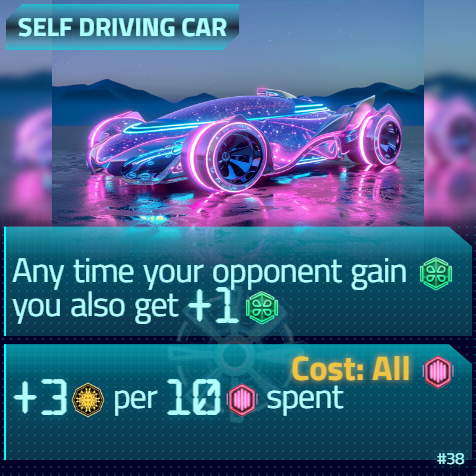 SELF DRIVING CAR
Any time your opponent gain
you also get +1
Cost: All
+3 per 10 spent
#38